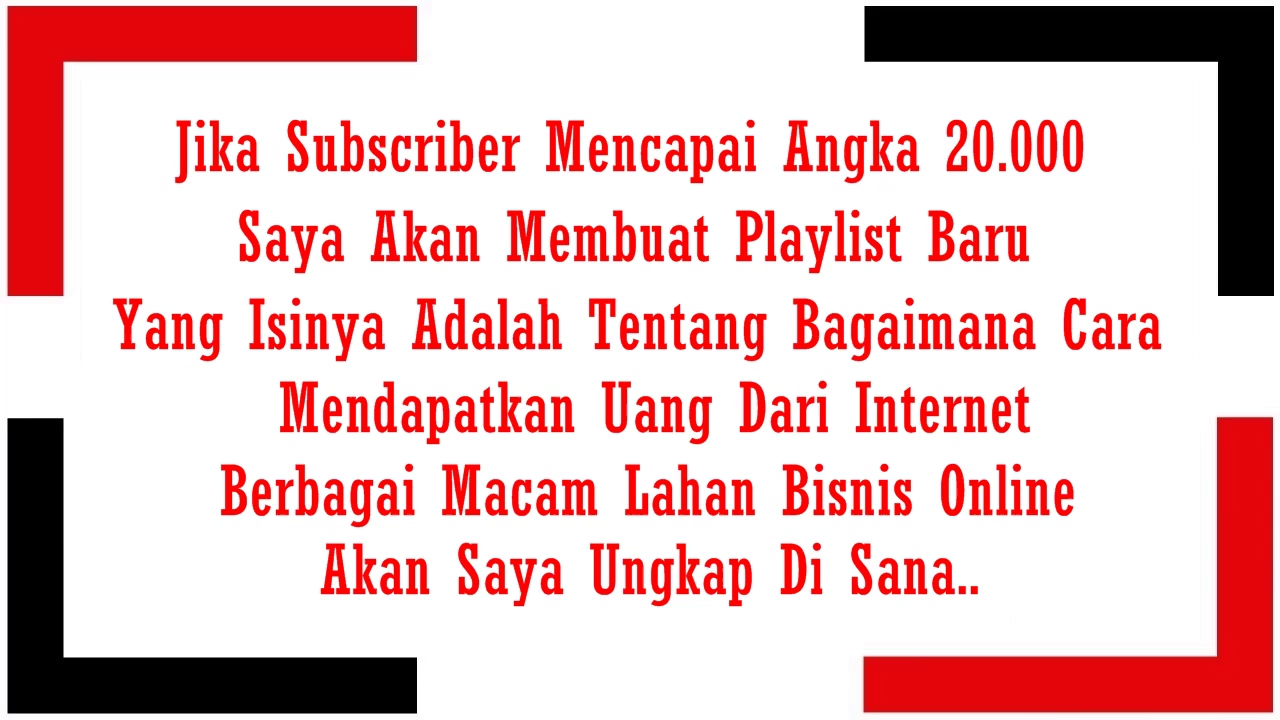 Jika Subscriber Mencapai Angka 20.000
Saya Akan Membuat Playlist Baru
Yang Isinya Adalah Tentang Bagaimana Cara
Mendapatkan Uang Dari Internet
Berbagai Macam Lahan Bisnis Online
Akan Saya Ungkap Di Sana..